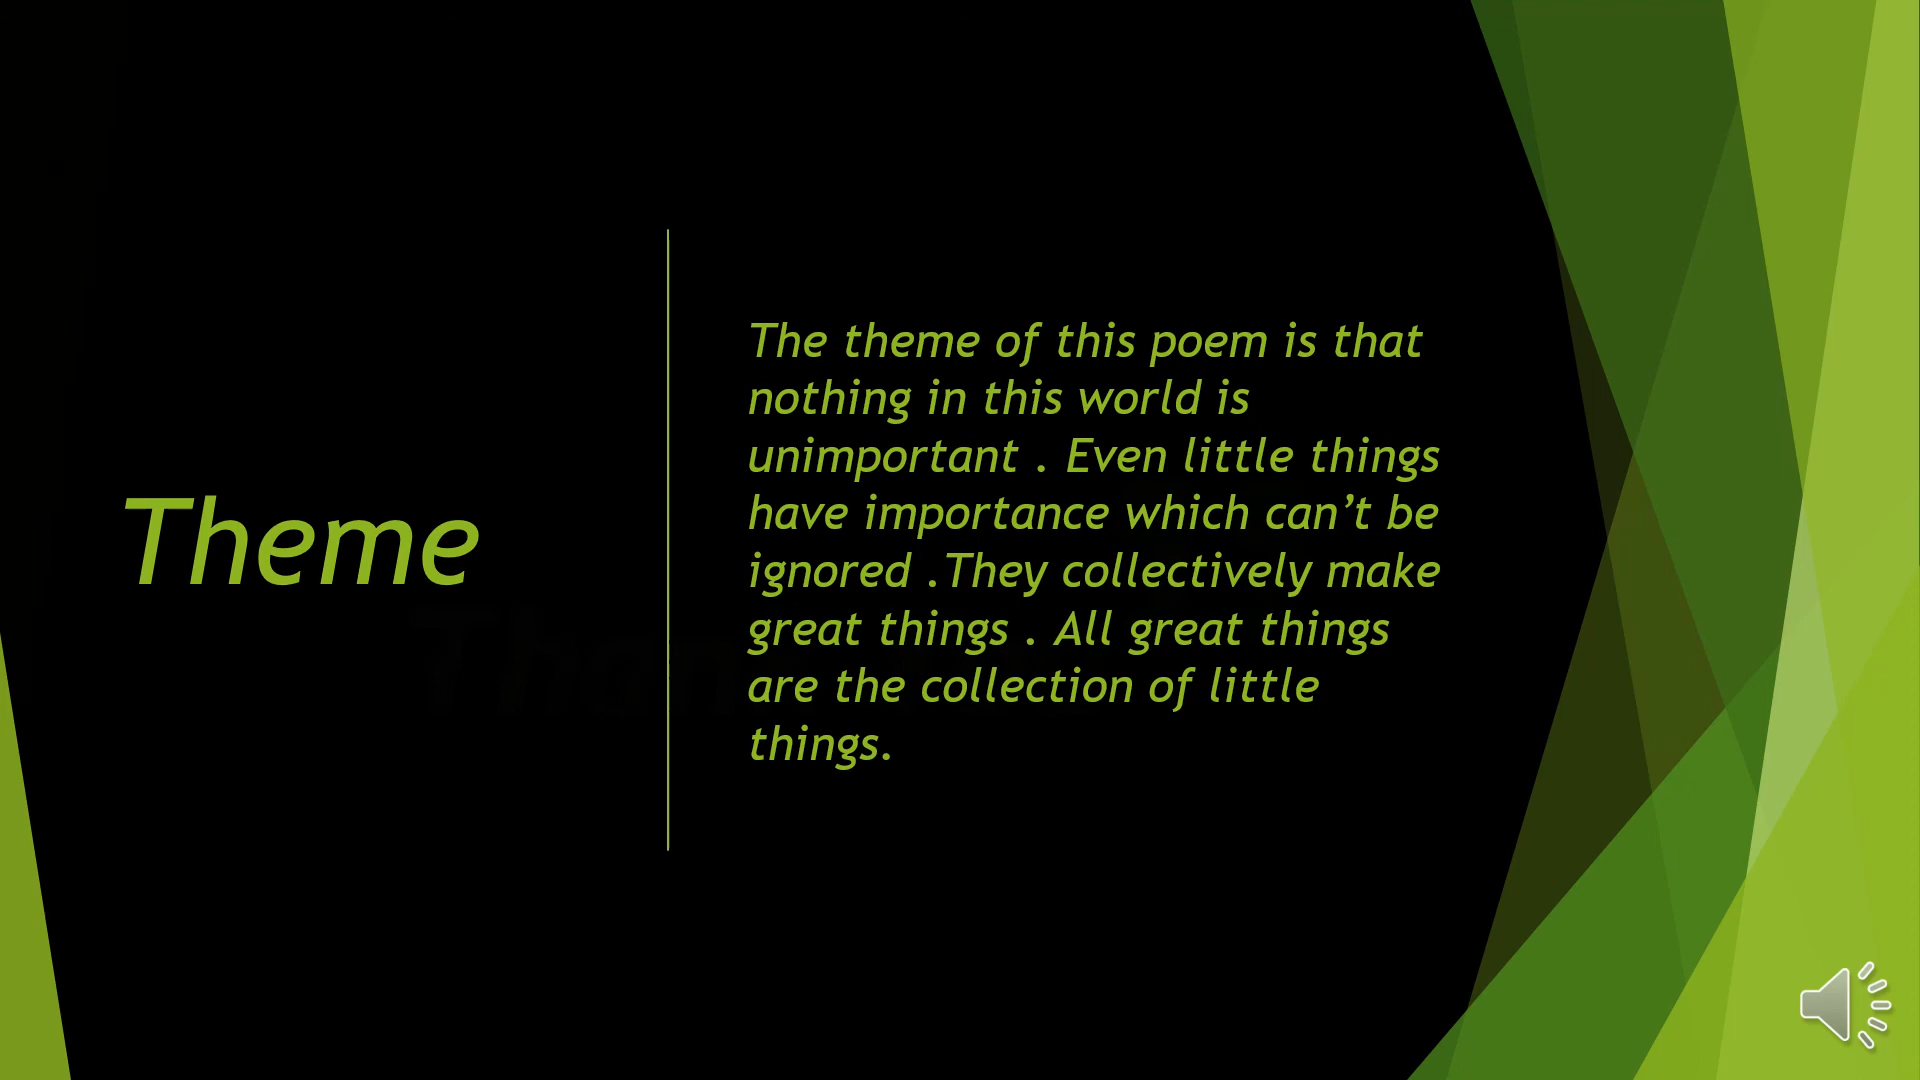 Theme
The theme of this poem is that
nothing in this world is
unimportant . Even little things
have importance which can’t be
ignored .They collectively make
great things . All great things
are the collection of little
things.